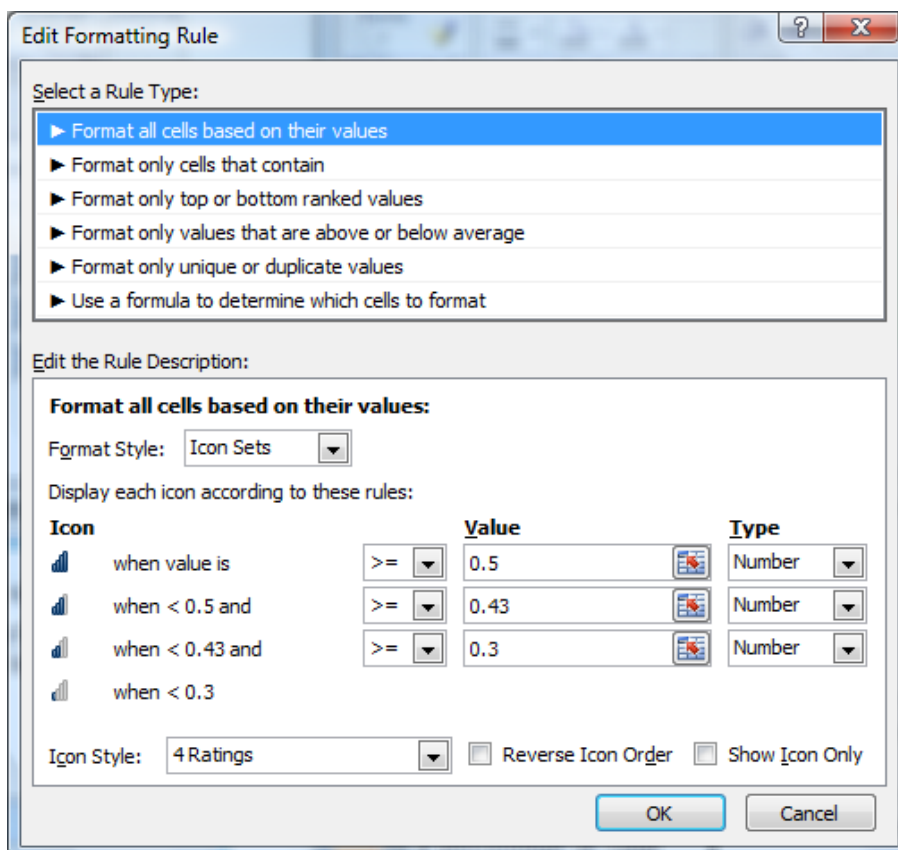 Edit Formatting Rule
? X
Select a Rule Type:
► Format all cells based on their values
► Format only cells that contain
► Format only top or bottom ranked values
► Format only values that are above or below average
► Format only unique or duplicate values
► Use a formula to determine which cells to format
Edit the Rule Description:
Format all cells based on their values:
Format Style: Icon Sets
Display each icon according to these rules:
Icon Value Type
when value is >= 0.5 Number
when < 0.5 and >= 0.43 Number
when < 0.43 and >= 0.3 Number
when < 0.3
Icon Style: 4 Ratings Reverse Icon Order Show Icon Only
OK Cancel